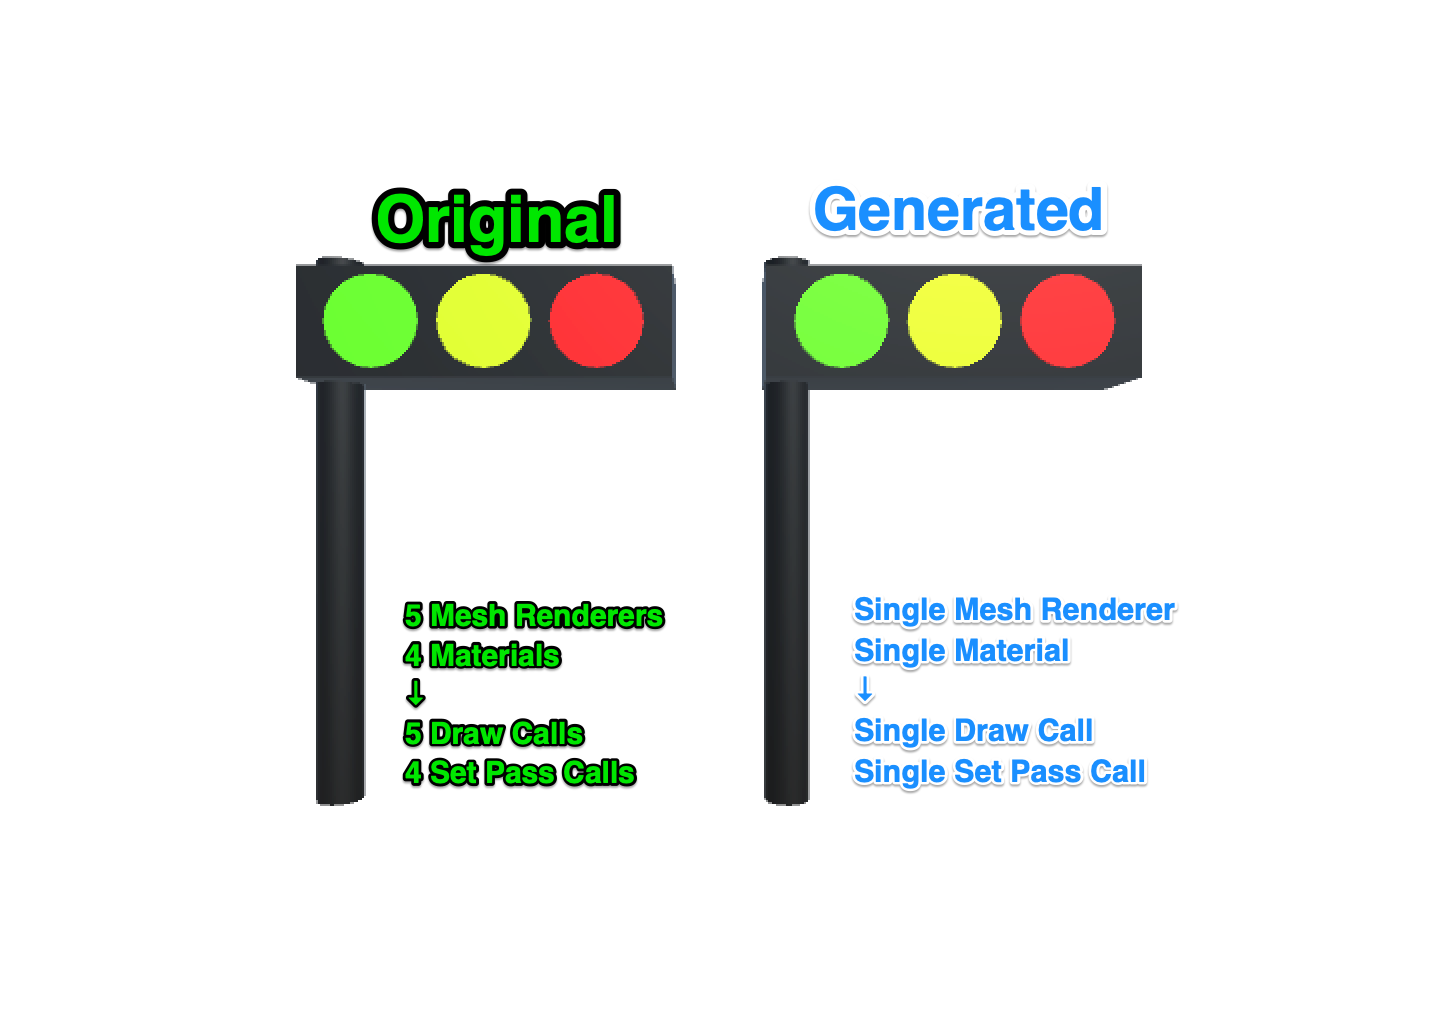 Original
5 Mesh Renderers
4 Materials
↓
5 Draw Calls
4 Set Pass Calls
Generated
Single Mesh Renderer
Single Material
↓
Single Draw Call
Single Set Pass Call